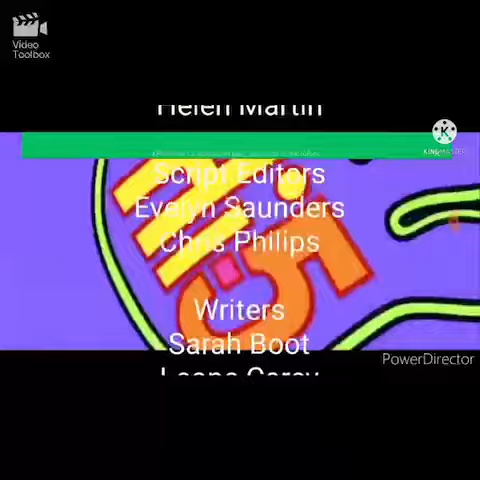 Video
Toolbox
Helen Martin
KINEMASTER
Script Editors
Evelyn Saunders
Chris Philips
Writers
Sarah Boot
PowerDirector